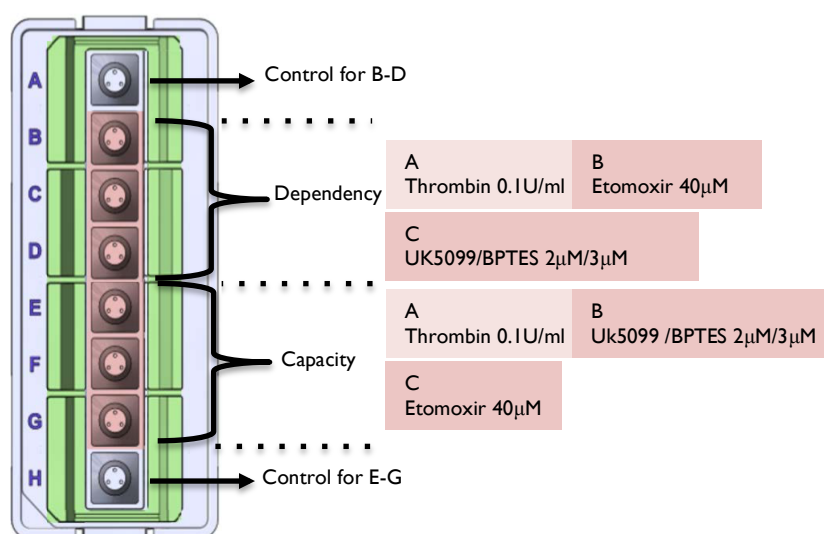 A
Control for B-D
B
C
Dependency
D
A
Thrombin 0.1U/ml
B
Etomoxir 40μM
C
UK5099/BPTES 2μM/3μM
E
F
Capacity
G
A
Thrombin 0.1U/ml
B
Uk5099 /BPTES 2μM/3μM
C
Etomoxir 40μM
H
Control for E-G